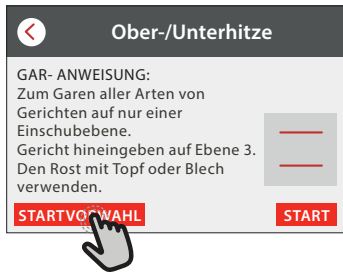 Ober-/Unterhitze
GAR- ANWEISUNG:
Zum Garen aller Arten von
Gerichten auf nur einer
Einschubebene.
Gericht hineingeben auf Ebene 3.
Den Rost mit Topf oder Blech
verwenden.
STARTVORWAHL
START